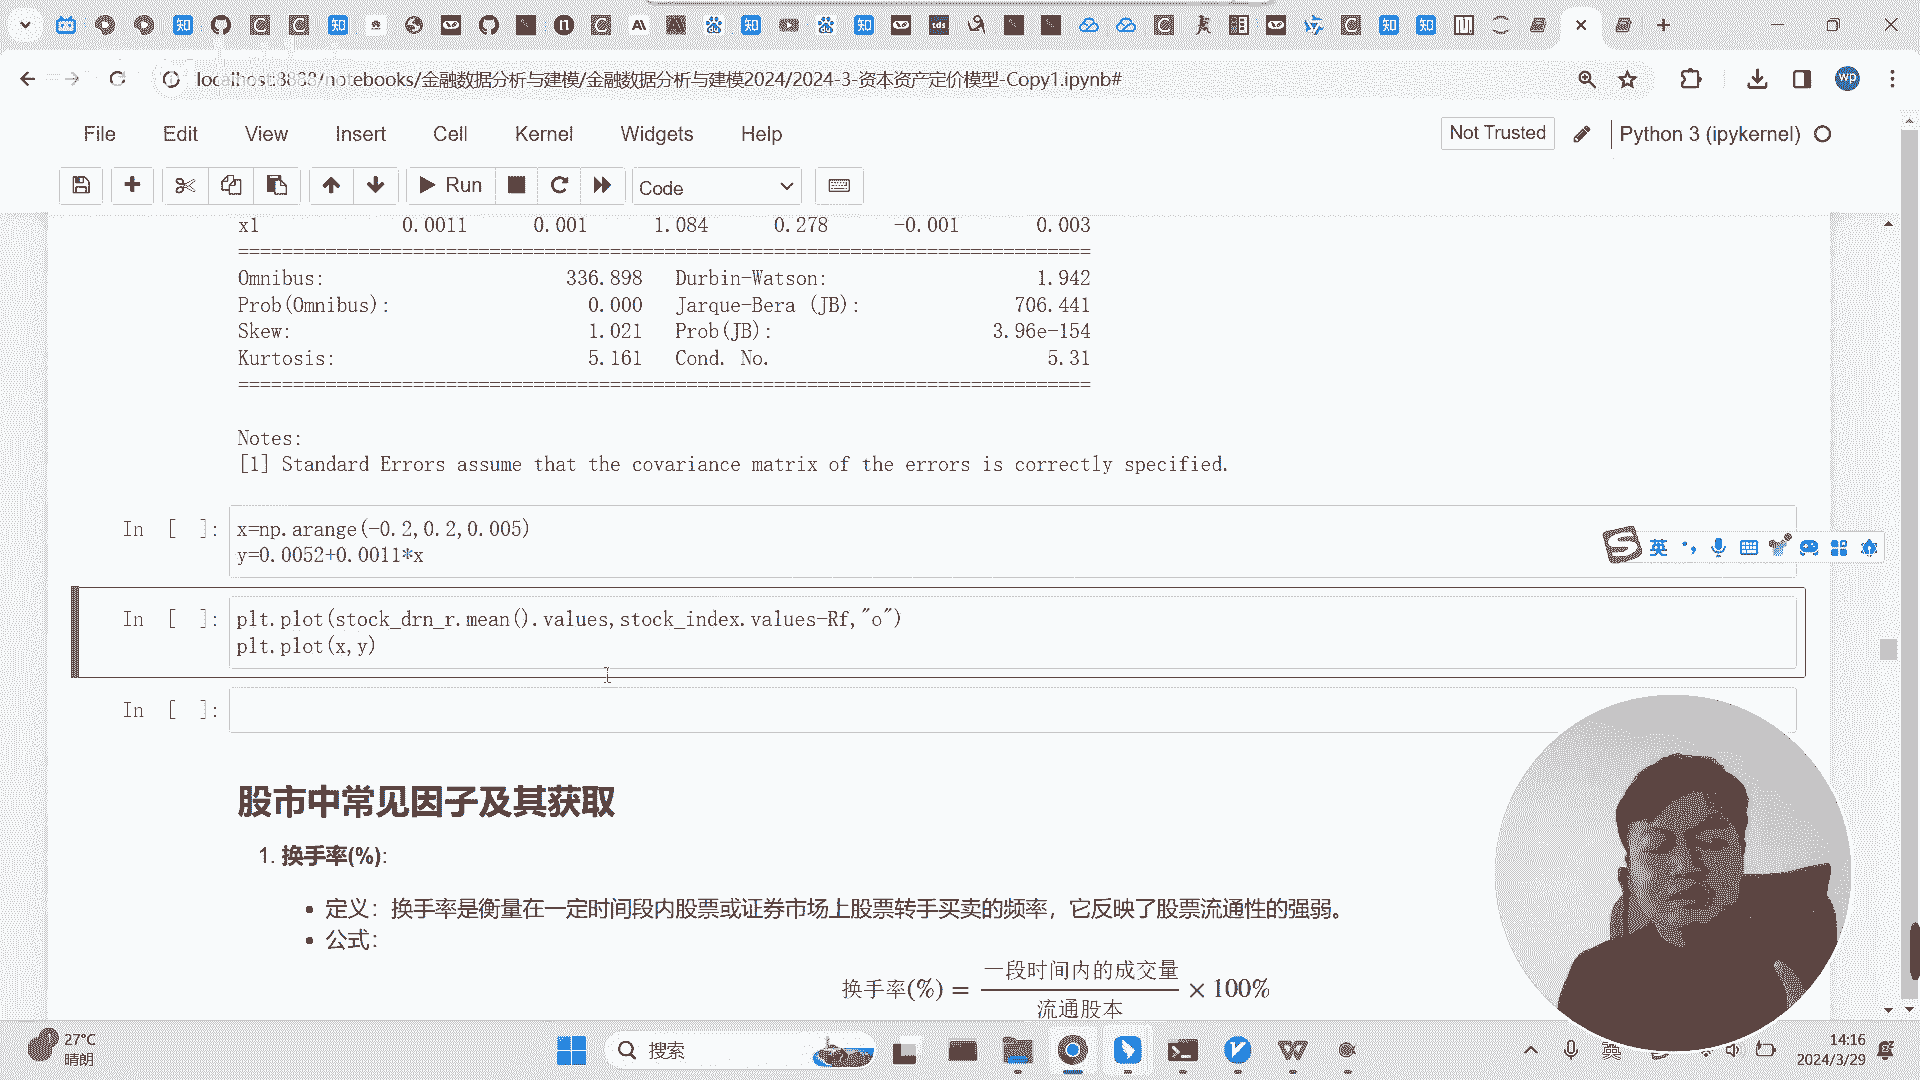 localhost:8888/notebooks/金融数据分析与建模/金融数据分析与建模2024/2024-3-资本资产定价模型-Copy1.ipynb#
wp
File Edit View Insert Cell Kernel Widgets Help
Not Trusted
Python 3 (ipykernel)
Run
Code
x1 0.0011 0.001 1.084 0.278 -0.001 0.003
==============================================================================
Omnibus: 336.898 Durbin-Watson: 1.942
Prob(Omnibus): 0.000 Jarque-Bera (JB): 706.441
Skew: 1.021 Prob(JB): 3.96e-154
Kurtosis: 5.161 Cond. No. 5.31
==============================================================================
Notes:
[1] Standard Errors assume that the covariance matrix of the errors is correctly specified.
In [ ]: x=np.arange(-0.2,0.2,0.005)
y=0.0052+0.0011*x
英
In [ ]: plt.plot(stock_drn_r.mean().values,stock_index.values-Rf,"o")
plt.plot(x,y)
In [ ]:
股市中常见因子及其获取
1. 换手率(%):
• 定义：换手率是衡量在一定时间段内股票或证券市场上股票转手买卖的频率，它反映了股票流通性的强弱。
• 公式：
换手率(%) = 一段时间内的成交量 / 流通股本 × 100%
27°C
晴朗
搜索
英
14:16
2024/3/29